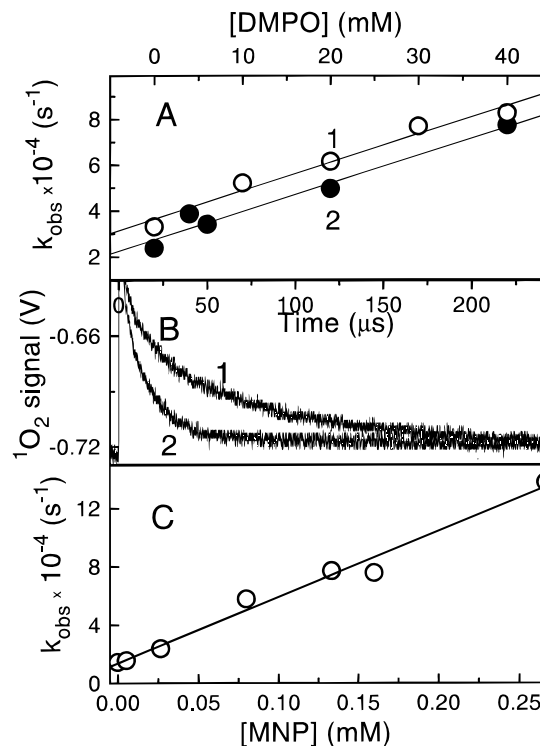 [DMPO] (mM)
0 10 20 30 40
A
1
2
k_obs ×10⁻⁴ (s⁻¹)
8
6
4
2
0 50 100 150 200
Time (μs)
B
1
2
¹O₂ signal (V)
-0.66
-0.72
C
k_obs × 10⁻⁴ (s⁻¹)
12
8
4
0
0.00 0.05 0.10 0.15 0.20 0.25
[MNP] (mM)